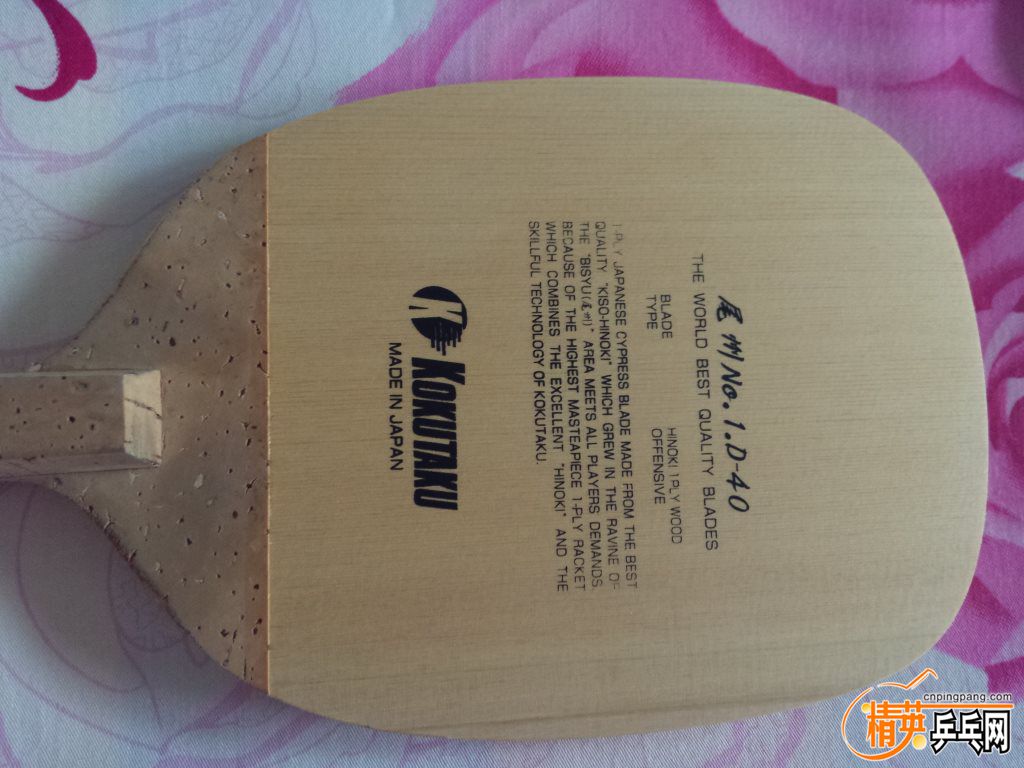 尾州No.1.D-40
THE WORLD BEST QUALITY BLADES
BLADE HINOKI 1PLY WOOD
TYPE OFFENSIVE
1-PLY JAPANESE CYPRESS BLADE MADE FROM THE BEST
QUALITY "KISO-HINOKI" WHICH GREW IN THE RAVINE OF
THE "BISYU(尾州)" AREA MEETS ALL PLAYERS DEMANDS.
BECAUSE OF THE HIGHEST MASTEAPIECE 1-PLY RACKET
WHICH COMBINES THE EXCELLENT "HINOKI" AND THE
SKILLFUL TECHNOLOGY OF KOKUTAKU.
KOKUTAKU
MADE IN JAPAN
cnpingpang.com
精英乒乓网